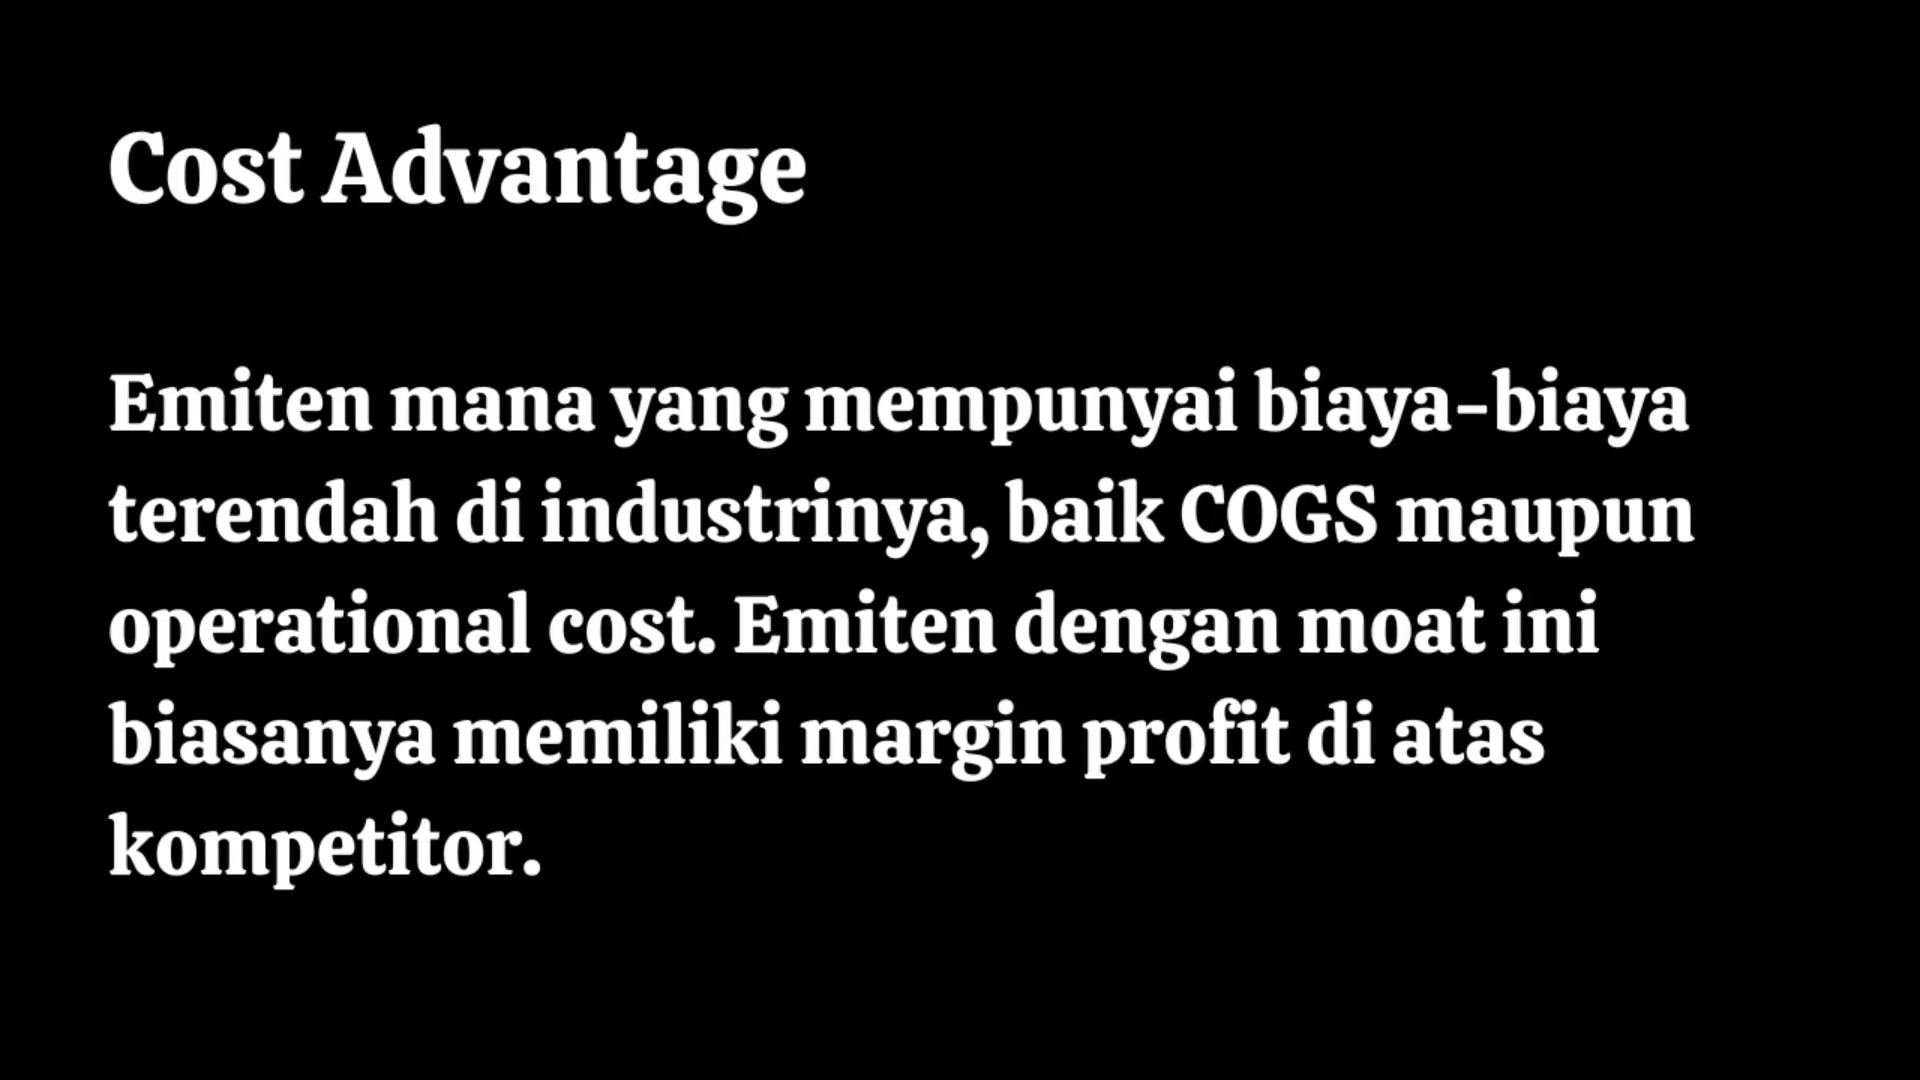 Cost Advantage
Emiten mana yang mempunyai biaya-biaya
terendah di industrinya, baik COGS maupun
operational cost. Emiten dengan moat ini
biasanya memiliki margin profit di atas
kompetitor.